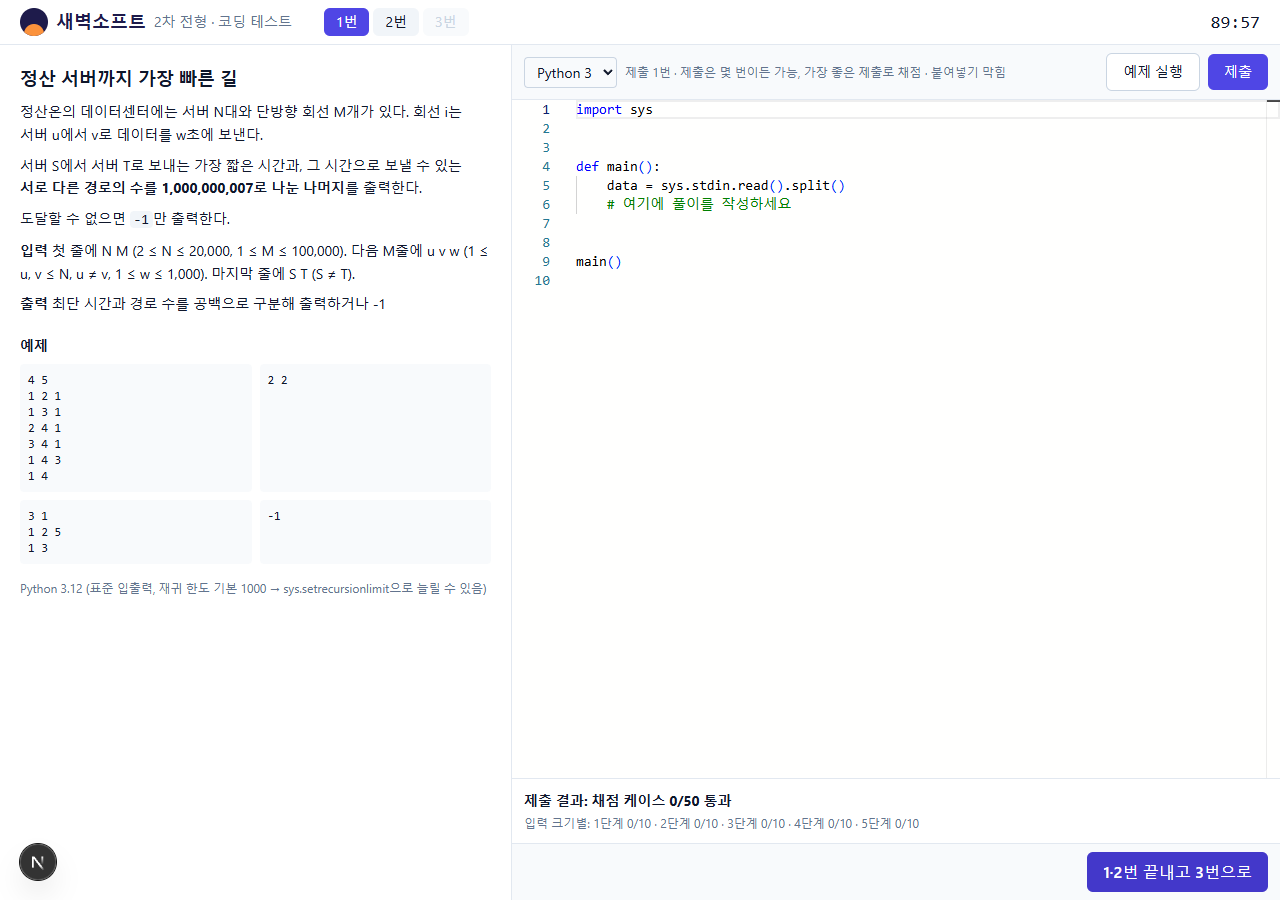 새벽소프트 2차 전형 · 코딩 테스트 1번 2번 3번 89:57
정산 서버까지 가장 빠른 길
정산온의 데이터센터에는 서버 N대와 단방향 회선 M개가 있다. 회선 i는
서버 u에서 v로 데이터를 w초에 보낸다.
서버 S에서 서버 T로 보내는 가장 짧은 시간과, 그 시간으로 보낼 수 있는
서로 다른 경로의 수를 1,000,000,007로 나눈 나머지를 출력한다.
도달할 수 없으면 -1 만 출력한다.
입력 첫 줄에 N M (2 ≤ N ≤ 20,000, 1 ≤ M ≤ 100,000). 다음 M줄에 u v w (1 ≤
u, v ≤ N, u ≠ v, 1 ≤ w ≤ 1,000). 마지막 줄에 S T (S ≠ T).
출력 최단 시간과 경로 수를 공백으로 구분해 출력하거나 -1
예제
4 5
1 2 1
1 3 1
2 4 1
3 4 1
1 4 3
1 4
2 2
3 1
1 2 5
1 3
-1
Python 3.12 (표준 입출력, 재귀 한도 기본 1000 → sys.setrecursionlimit으로 늘릴 수 있음)
N
Python 3 제출 1번 · 제출은 몇 번이든 가능, 가장 좋은 제출로 채점 · 붙여넣기 막힘 예제 실행 제출
1 import sys
2
3
4 def main():
5 data = sys.stdin.read().split()
6 # 여기에 풀이를 작성하세요
7
8
9 main()
10
제출 결과: 채점 케이스 0/50 통과
입력 크기별: 1단계 0/10 · 2단계 0/10 · 3단계 0/10 · 4단계 0/10 · 5단계 0/10
1·2번 끝내고 3번으로